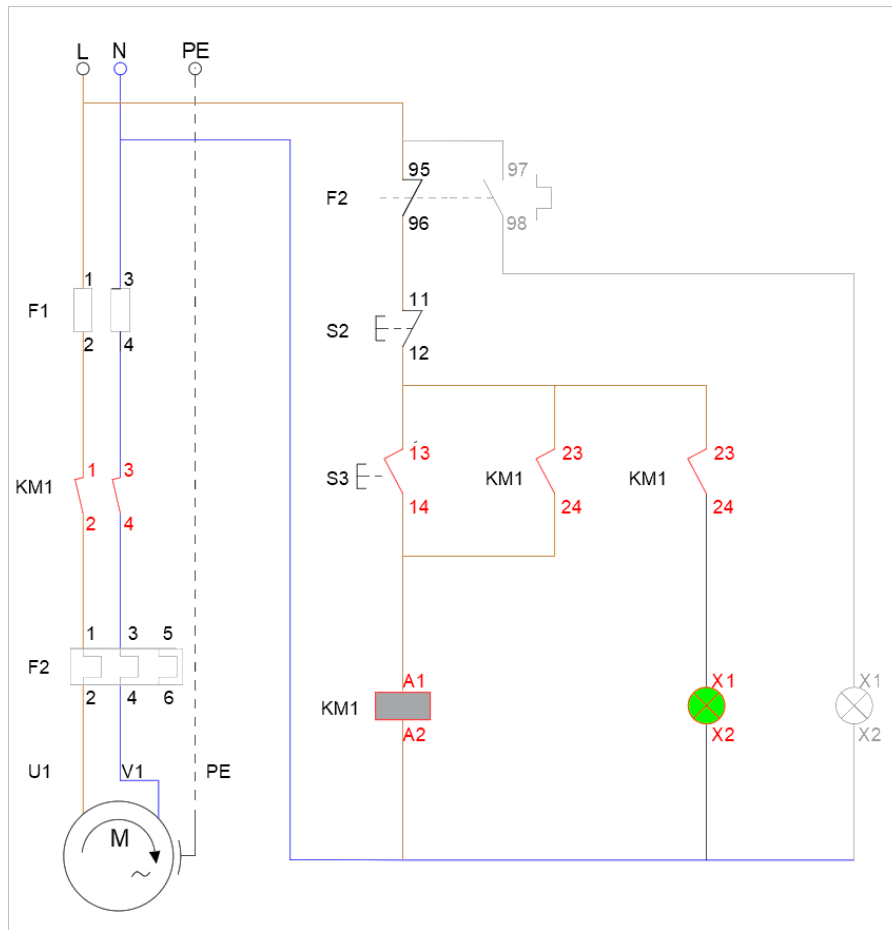 L N PE
95 97
F2
96 98
1 3
F1
2 4
11
S2
12
13 23 23
S3 KM1 KM1
14 24 24
1 3
KM1
2 4
1 3 5
F2
2 4 6
A1 X1 X1
KM1
A2 X2 X2
U1 V1 PE
M
~